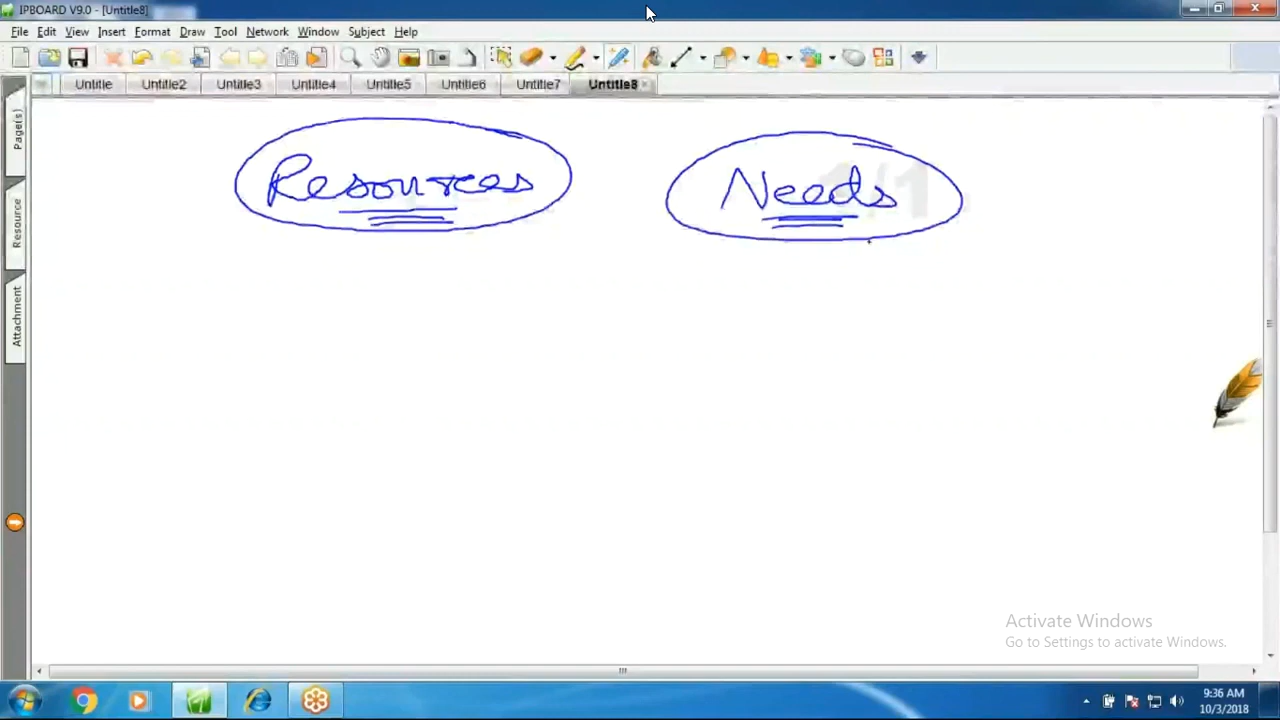 IPBOARD V9.0 - [Untitle8]
File Edit View Insert Format Draw Tool Network Window Subject Help
Untitle Untitle2 Untitle3 Untitle4 Untitle5 Untitle6 Untitle7 Untitle8
Page(s)
Resource
Attachment
Resources Needs
1/1
Activate Windows
Go to Settings to activate Windows.
9:36 AM
10/3/2018